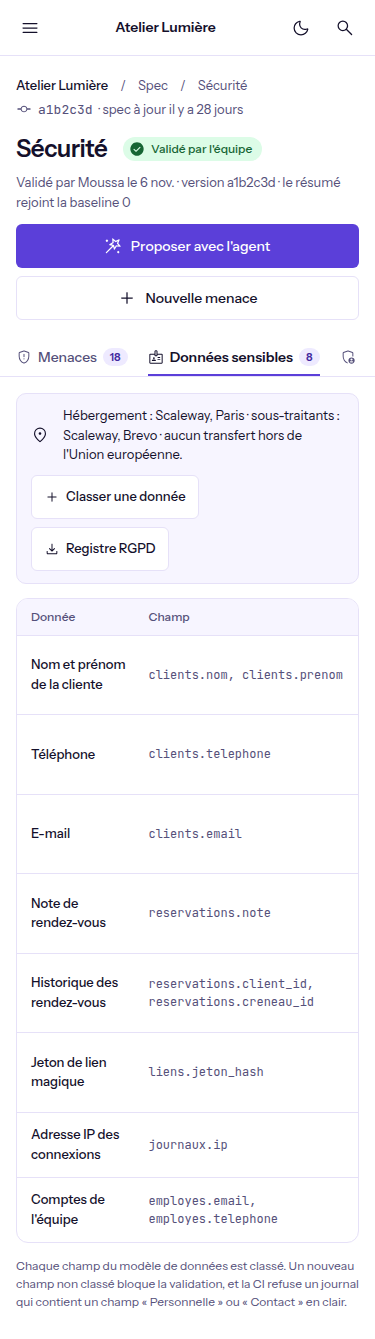 Atelier Lumière
Atelier Lumière / Spec / Sécurité
a1b2c3d · spec à jour il y a 28 jours
Sécurité
Validé par l'équipe
Validé par Moussa le 6 nov. · version a1b2c3d · le résumé
rejoint la baseline 0
Proposer avec l'agent
Nouvelle menace
Menaces 18 Données sensibles 8
Hébergement : Scaleway, Paris · sous-traitants :
Scaleway, Brevo · aucun transfert hors de
l'Union européenne.
Classer une donnée
Registre RGPD
Donnée Champ
Nom et prénom
de la cliente
clients.nom, clients.prenom
Téléphone
clients.telephone
E-mail
clients.email
Note de
rendez-vous
reservations.note
Historique des
rendez-vous
reservations.client_id,
reservations.creneau_id
Jeton de lien
magique
liens.jeton_hash
Adresse IP des
connexions
journaux.ip
Comptes de
l'équipe
employes.email,
employes.telephone
Chaque champ du modèle de données est classé. Un nouveau
champ non classé bloque la validation, et la CI refuse un journal
qui contient un champ « Personnelle » ou « Contact » en clair.